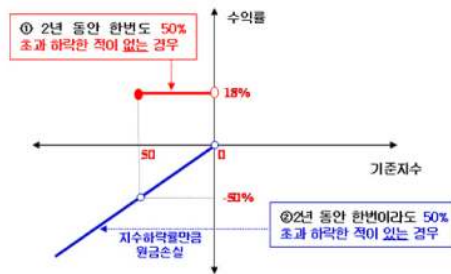 수익률
① 2년 동안 한번도 50%
초과 하락한 적이 없는 경우
15%
50
0
기준지수
-50%
지수하락률만큼
원금손실
②2년 동안 한번이라도 50%
초과 하락한 적이 있는 경우